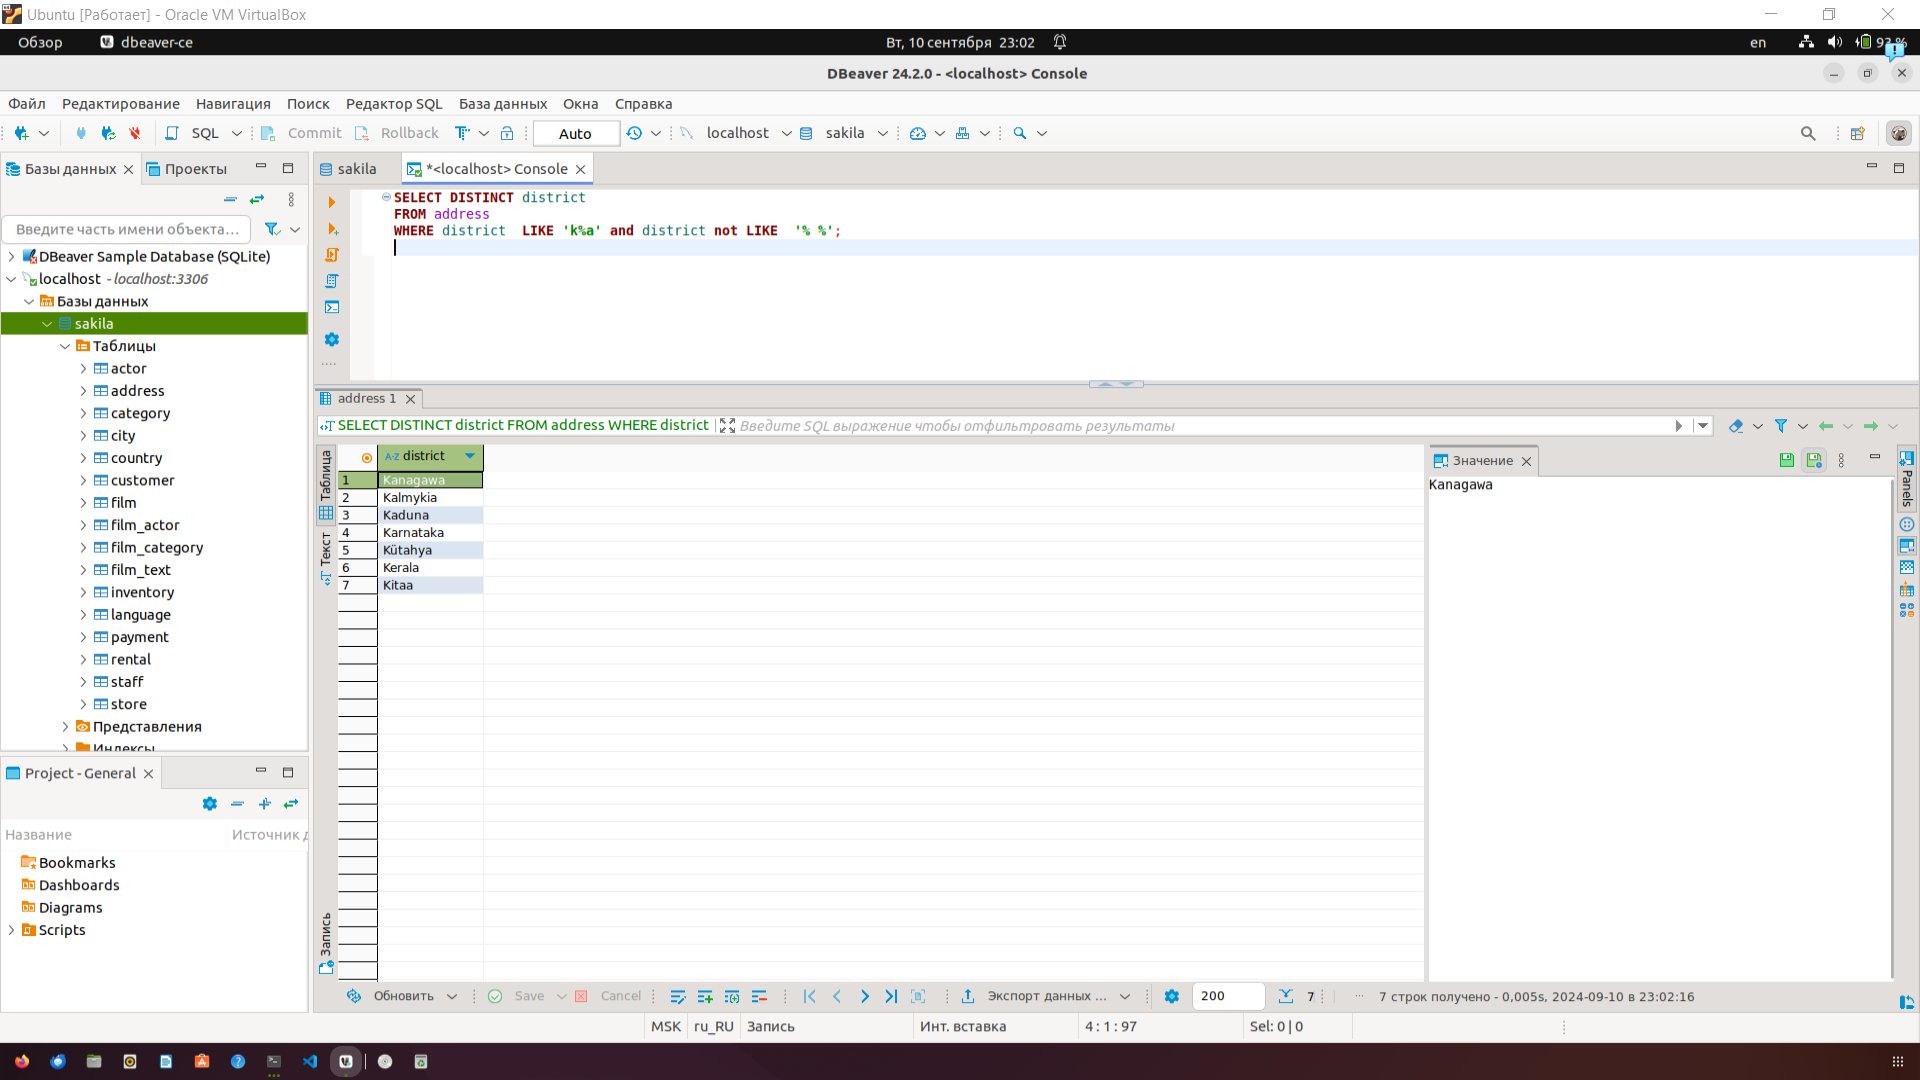 Ubuntu [Работает] - Oracle VM VirtualBox
Обзор
dbeaver-ce
Вт, 10 сентября 23:02
en
93 %
DBeaver 24.2.0 - <localhost> Console
Файл Редактирование Навигация Поиск Редактор SQL База данных Окна Справка
SQL Commit Rollback Auto localhost sakila
Базы данных Проекты
Введите часть имени объекта...
DBeaver Sample Database (SQLite)
localhost - localhost:3306
Базы данных
sakila
Таблицы
actor
address
category
city
country
customer
film
film_actor
film_category
film_text
inventory
language
payment
rental
staff
store
Представления
Индексы
Project - General
Название Источник д
Bookmarks
Dashboards
Diagrams
Scripts
sakila *<localhost> Console
SELECT DISTINCT district
FROM address
WHERE district LIKE 'k%a' and district not LIKE '% %';
address 1
SELECT DISTINCT district FROM address WHERE district Введите SQL выражение чтобы отфильтровать результаты
Таблица
Текст
Запись
A-Z district
1 Kanagawa
2 Kalmykia
3 Kaduna
4 Karnataka
5 Kütahya
6 Kerala
7 Kitaa
Значение
Kanagawa
Panels
Обновить Save Cancel Экспорт данных ... 200 7 7 строк получено - 0,005s, 2024-09-10 в 23:02:16
MSK ru_RU Запись Инт. вставка 4 : 1 : 97 Sel: 0 | 0